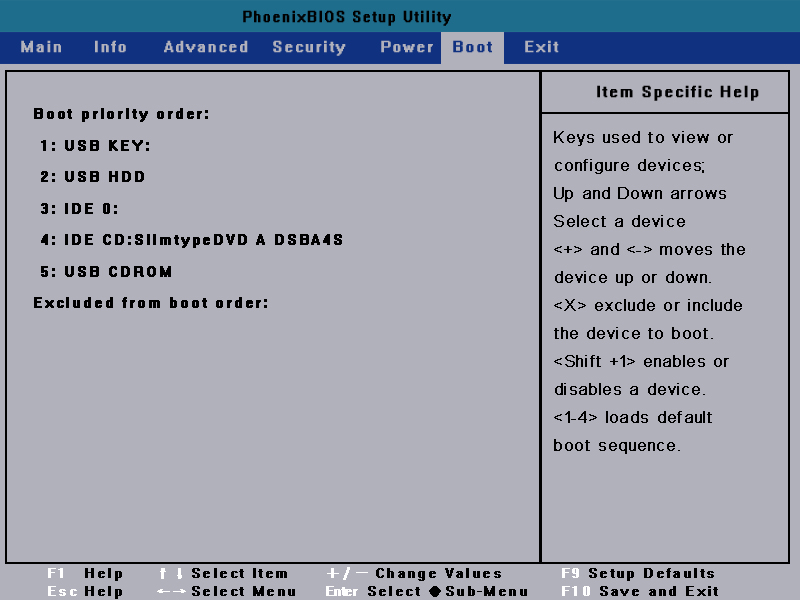 PhoenixBIOS Setup Utility
Main Info Advanced Security Power Boot Exit
Boot priority order:
1: USB KEY:
2: USB HDD
3: IDE 0:
4: IDE CD:SlimtypeDVD A DSBA4S
5: USB CDROM
Excluded from boot order:
Item Specific Help
Keys used to view or
configure devices;
Up and Down arrows
Select a device
<+> and <-> moves the
device up or down.
<X> exclude or include
the device to boot.
<Shift +1> enables or
disables a device.
<1-4> loads default
boot sequence.
F1 Help ↑ ↓ Select Item +/− Change Values F9 Setup Defaults
Esc Help ←→ Select Menu Enter Select ◆Sub-Menu F10 Save and Exit